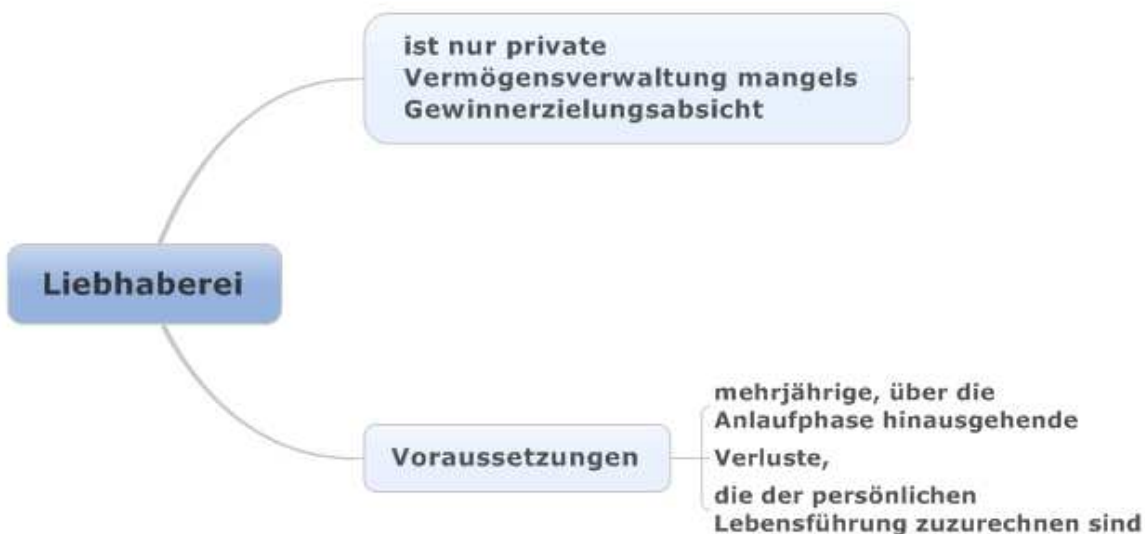 ist nur private
Vermögensverwaltung mangels
Gewinnerzielungsabsicht
Liebhaberei
mehrjährige, über die
Anlaufphase hinausgehende
Voraussetzungen
Verluste,
die der persönlichen
Lebensführung zuzurechnen sind